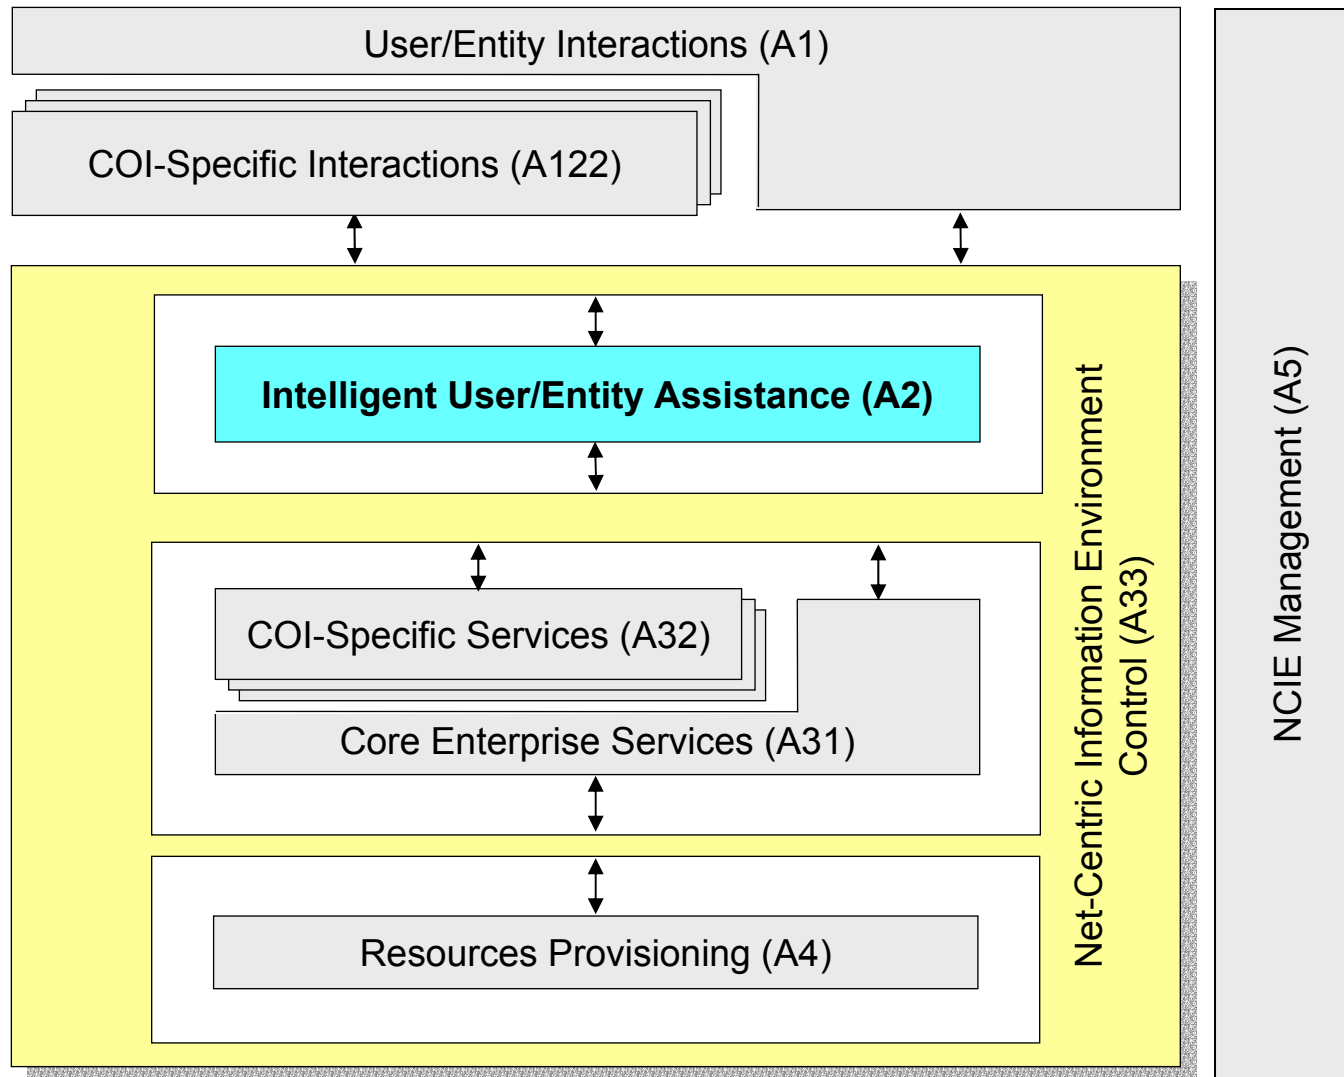 User/Entity Interactions (A1)
COI-Specific Interactions (A122)
Intelligent User/Entity Assistance (A2)
COI-Specific Services (A32)
Core Enterprise Services (A31)
Resources Provisioning (A4)
Net-Centric Information Environment
Control (A33)
NCIE Management (A5)